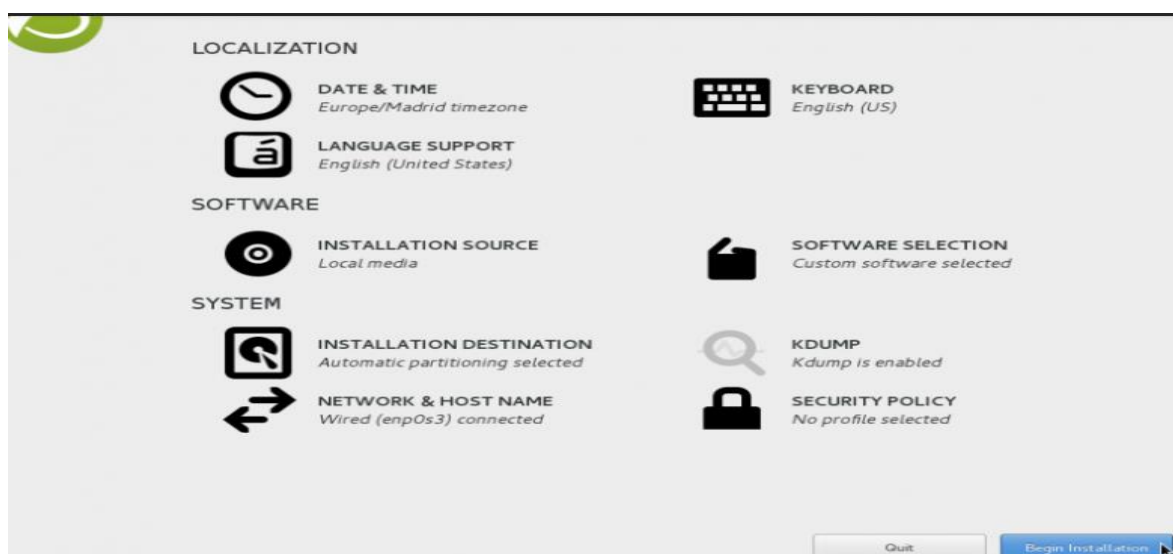 LOCALIZATION
DATE & TIME
Europe/Madrid timezone
KEYBOARD
English (US)
á
LANGUAGE SUPPORT
English (United States)
SOFTWARE
INSTALLATION SOURCE
Local media
SOFTWARE SELECTION
Custom software selected
SYSTEM
INSTALLATION DESTINATION
Automatic partitioning selected
KDUMP
Kdump is enabled
NETWORK & HOST NAME
Wired (enp0s3) connected
SECURITY POLICY
No profile selected
Quit
Begin Installation